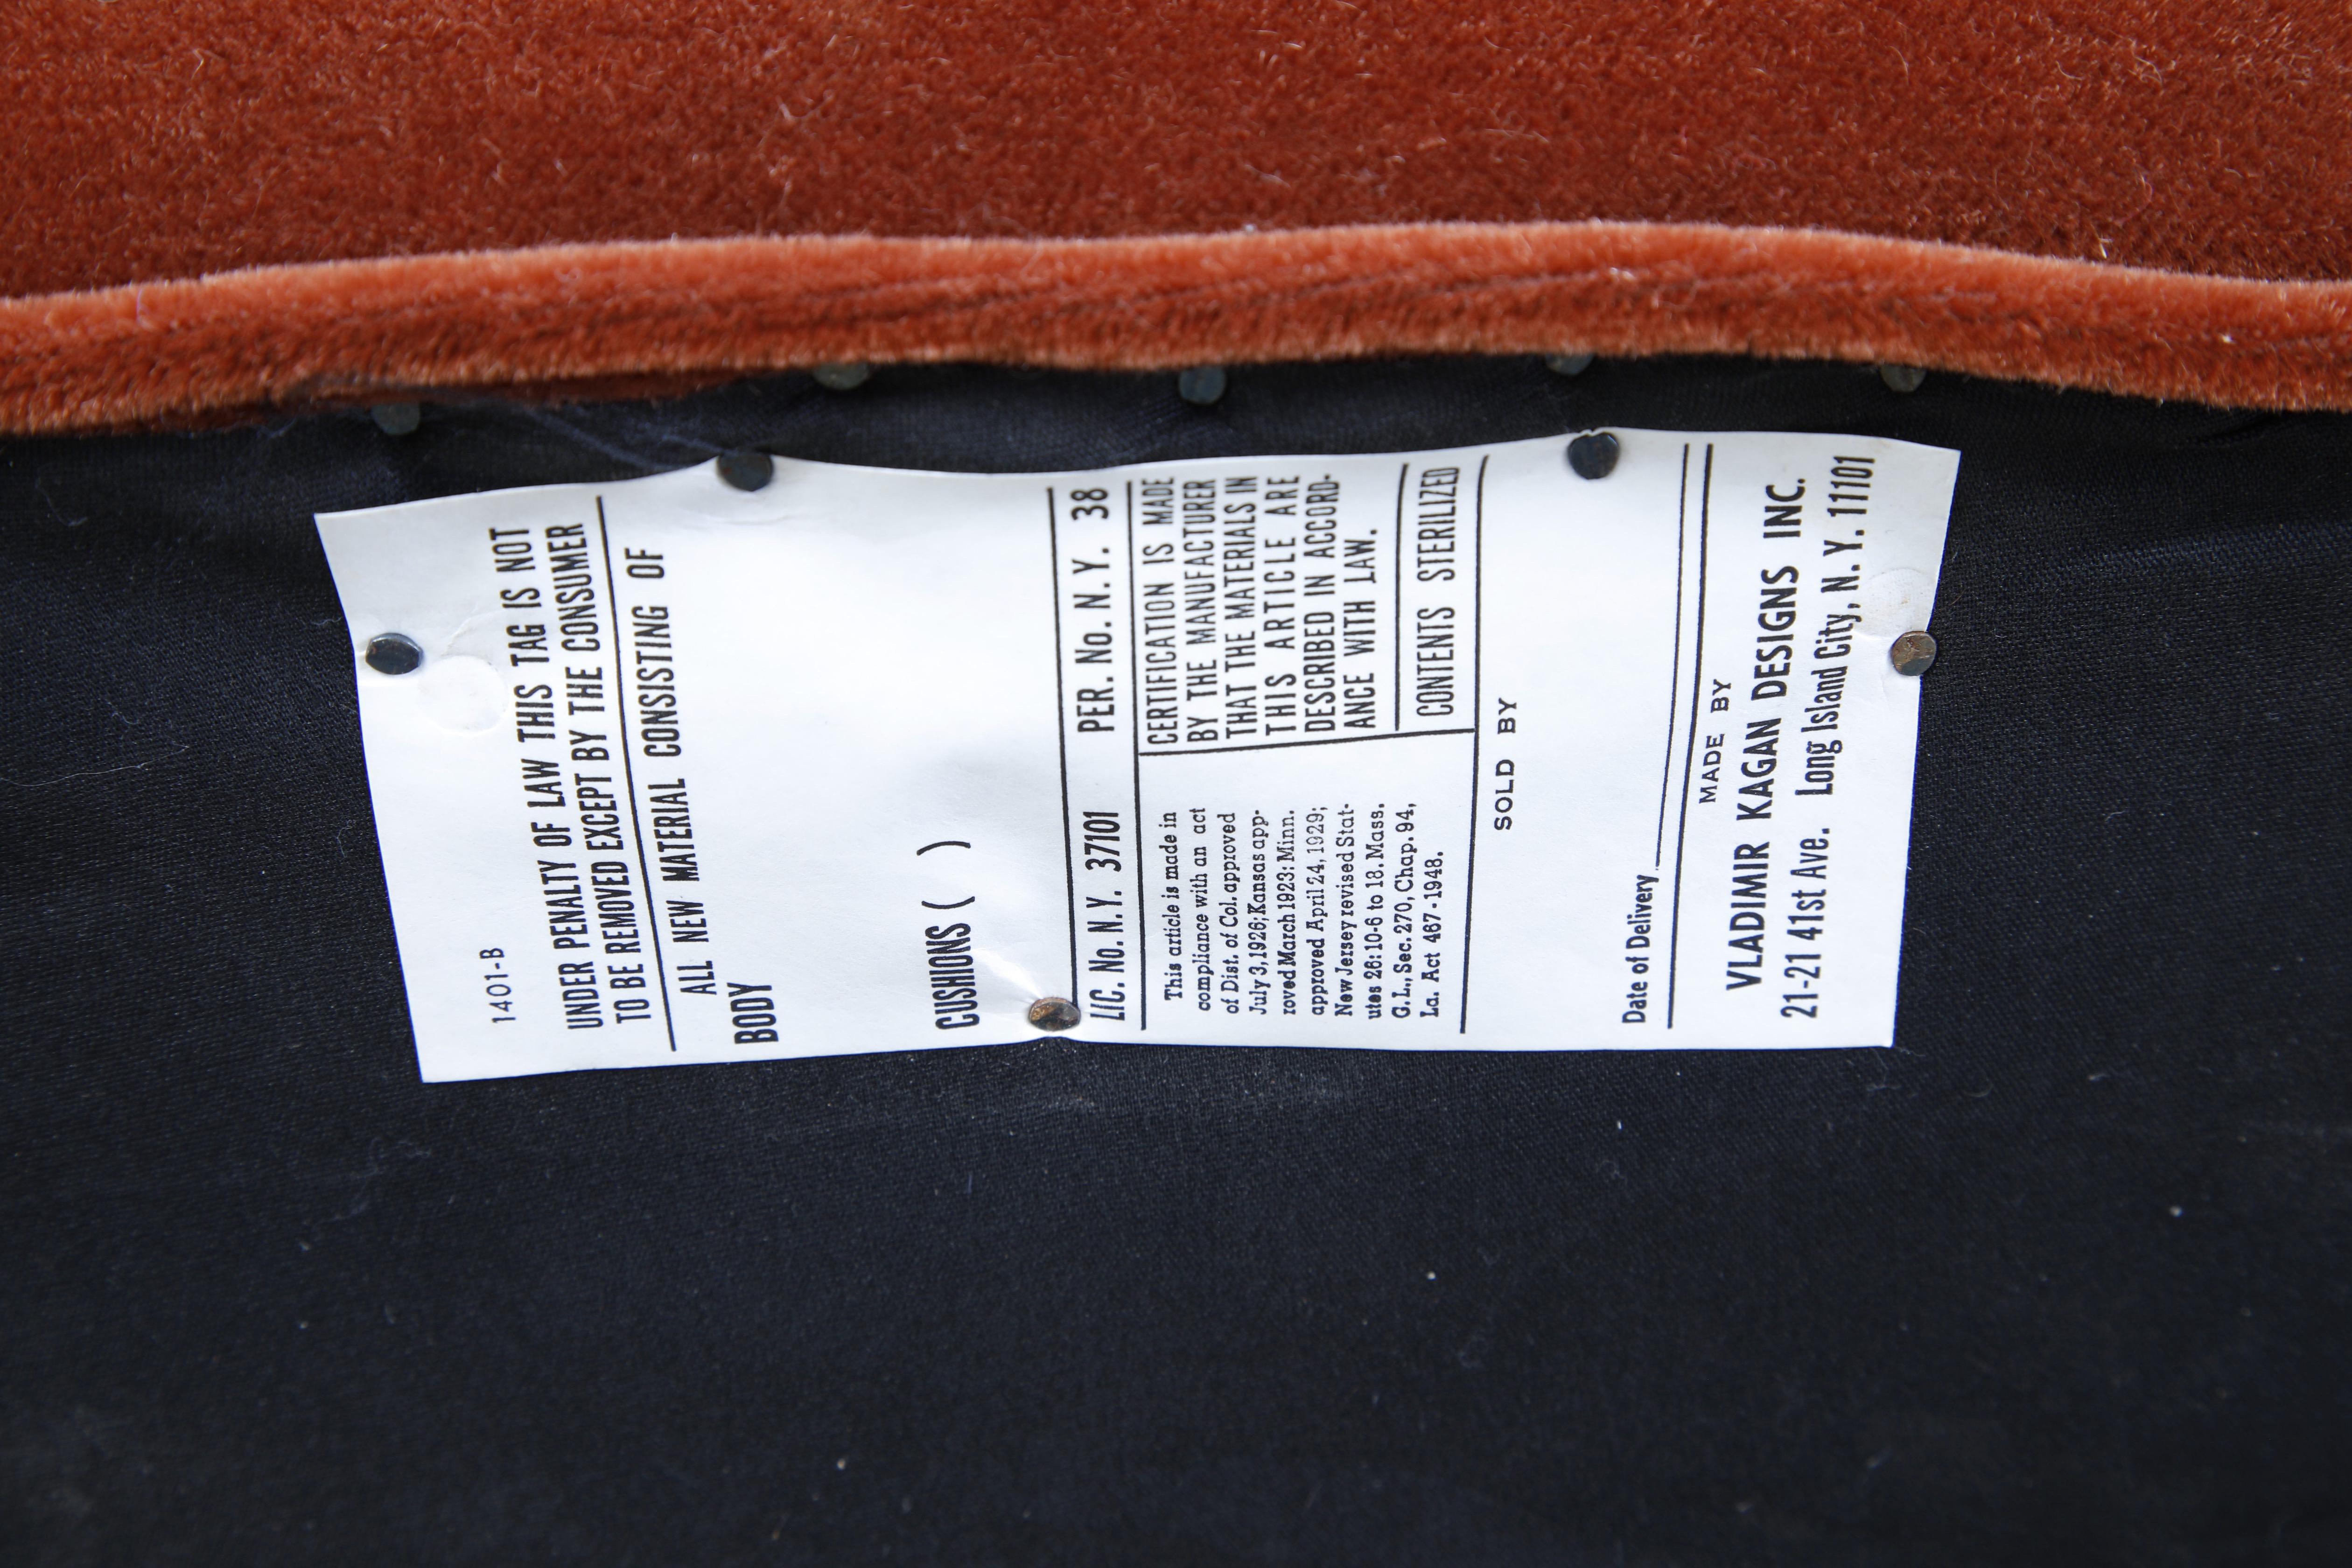 1401-B
UNDER PENALTY OF LAW THIS TAG IS NOT
TO BE REMOVED EXCEPT BY THE CONSUMER
ALL NEW MATERIAL CONSISTING OF
BODY
CUSHIONS ( )
LIC. No. N.Y. 37101 PER. No. N. Y. 38
This article is made in
compliance with an act
of Dist. of Col. approved
July 3, 1926; Kansas app-
roved March 1923; Minn.
approved April 24, 1929;
New Jersey revised Stat-
utes 26:10-6 to 18. Mass.
G. L., Sec. 270, Chap. 94,
La. Act 467-1948.
CERTIFICATION IS MADE
BY THE MANUFACTURER
THAT THE MATERIALS IN
THIS ARTICLE ARE
DESCRIBED IN ACCORD-
ANCE WITH LAW.
CONTENTS STERILIZED
SOLD BY
Date of Delivery
MADE BY
VLADIMIR KAGAN DESIGNS INC.
21-21 41st Ave. Long Island City, N. Y. 11101